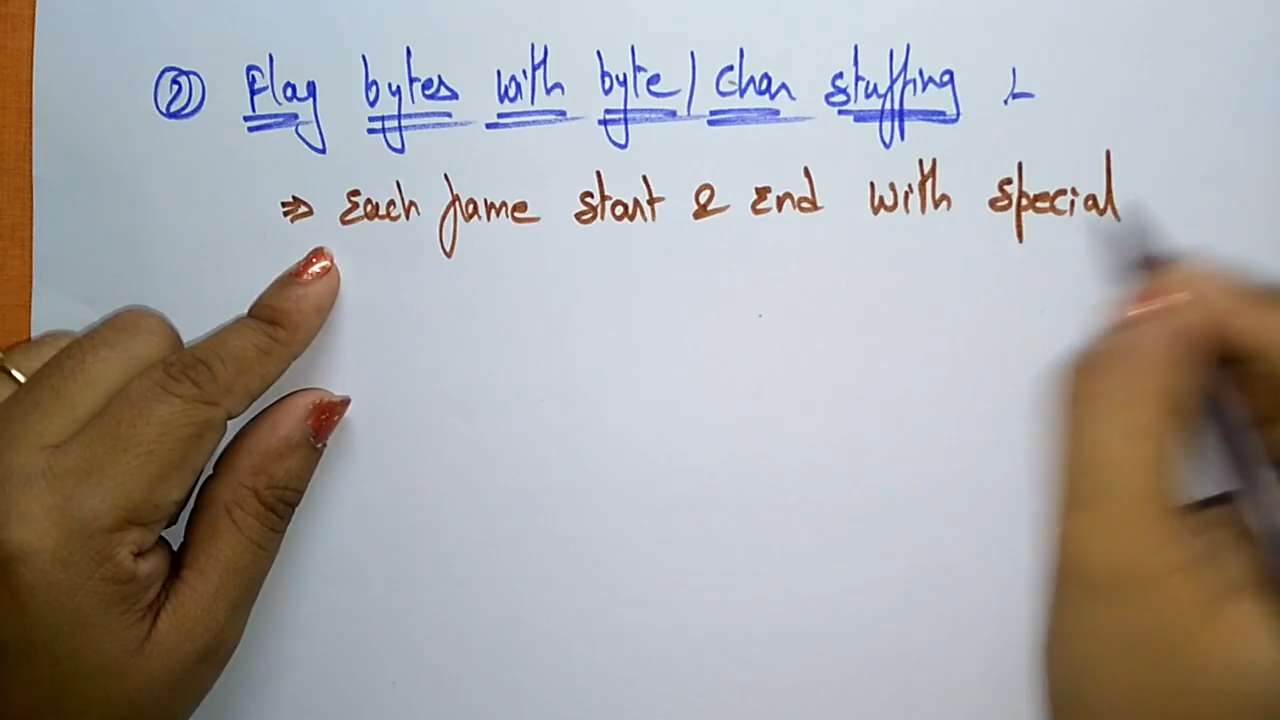 ② Flag bytes with byte/char stuffing :-
⇒ Each frame start & End with special